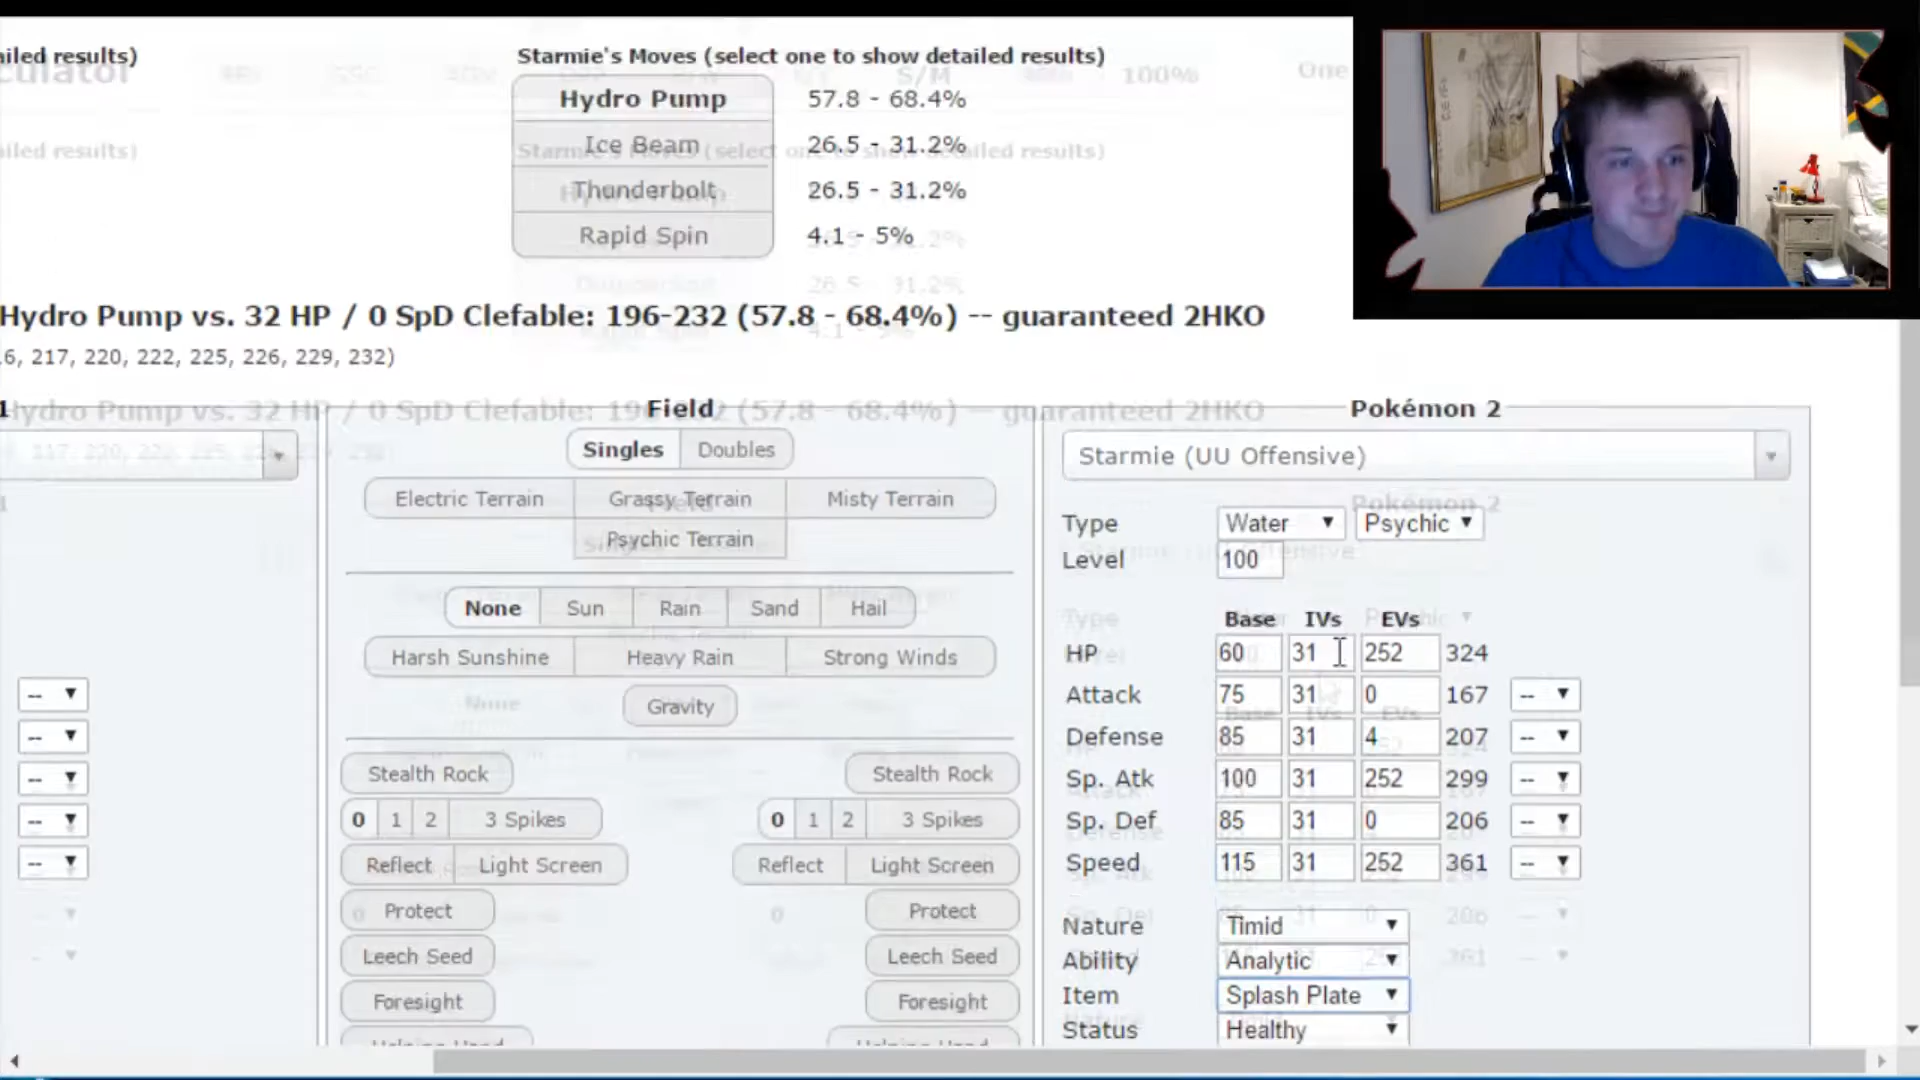 ailed results)
Starmie's Moves (select one to show detailed results)
culator
S/M
100%
One
Hydro Pump 57.8 - 68.4%
Ice Beam 26.5 - 31.2%
Thunderbolt 26.5 - 31.2%
Rapid Spin 4.1 - 5%
Hydro Pump vs. 32 HP / 0 SpD Clefable: 196-232 (57.8 - 68.4%) -- guaranteed 2HKO
6, 217, 220, 222, 225, 226, 229, 232)
Field
Singles Doubles
Electric Terrain Grassy Terrain Misty Terrain
Psychic Terrain
None Sun Rain Sand Hail
Harsh Sunshine Heavy Rain Strong Winds
Gravity
Stealth Rock Stealth Rock
0 1 2 3 Spikes 0 1 2 3 Spikes
Reflect Light Screen Reflect Light Screen
Protect Protect
Leech Seed Leech Seed
Foresight Foresight
Helping Hand Helping Hand
--
--
--
--
--
Pokémon 2
Starmie (UU Offensive)
Type Water Psychic
Level 100
Base IVs EVs
HP 60 31 252 324
Attack 75 31 0 167 --
Defense 85 31 4 207 --
Sp. Atk 100 31 252 299 --
Sp. Def 85 31 0 206 --
Speed 115 31 252 361 --
Nature Timid
Ability Analytic
Item Splash Plate
Status Healthy